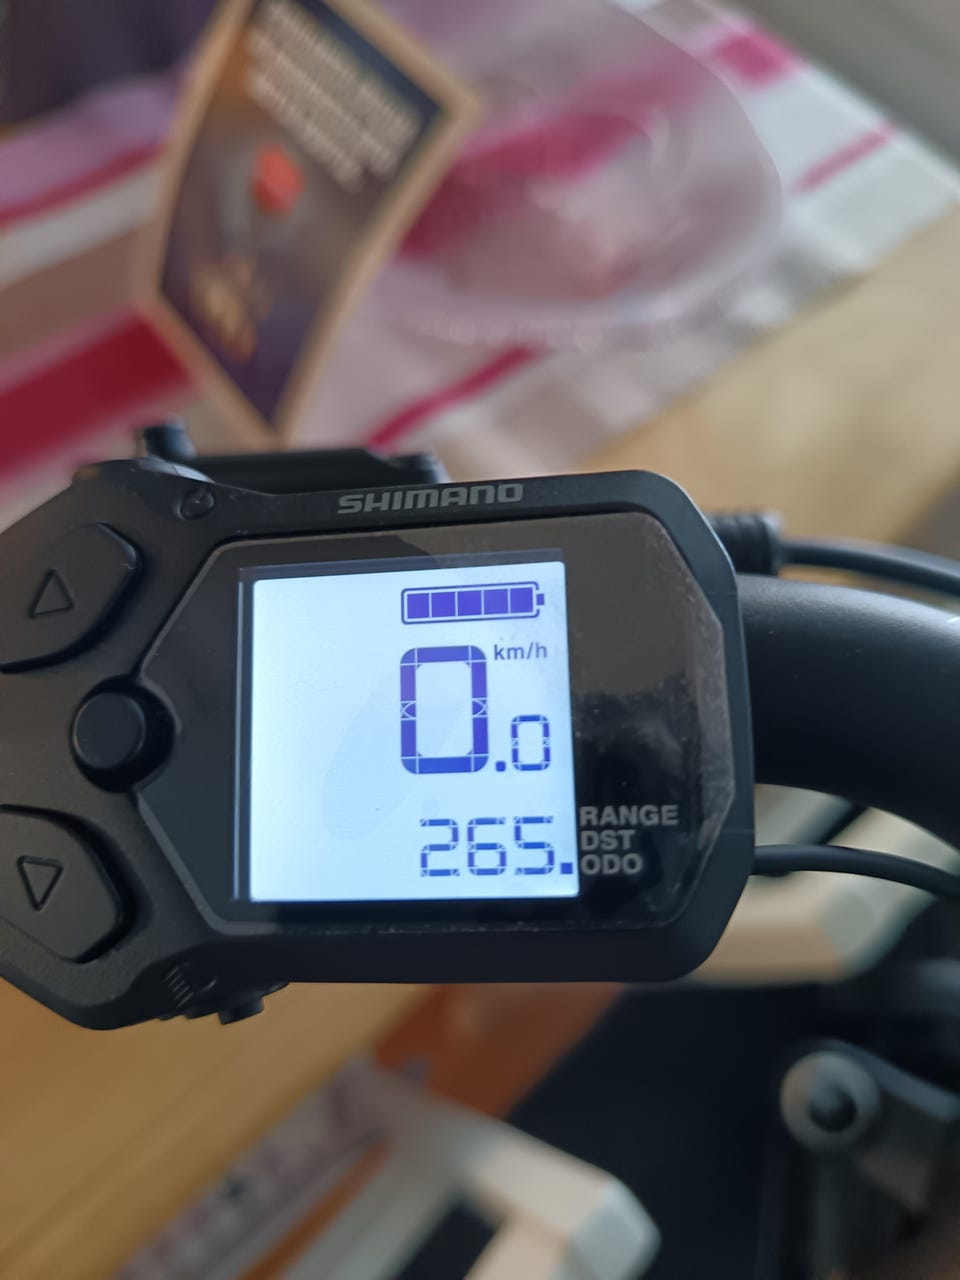 SHIMANO
km/h
0.0
265.
RANGE
DST
ODO